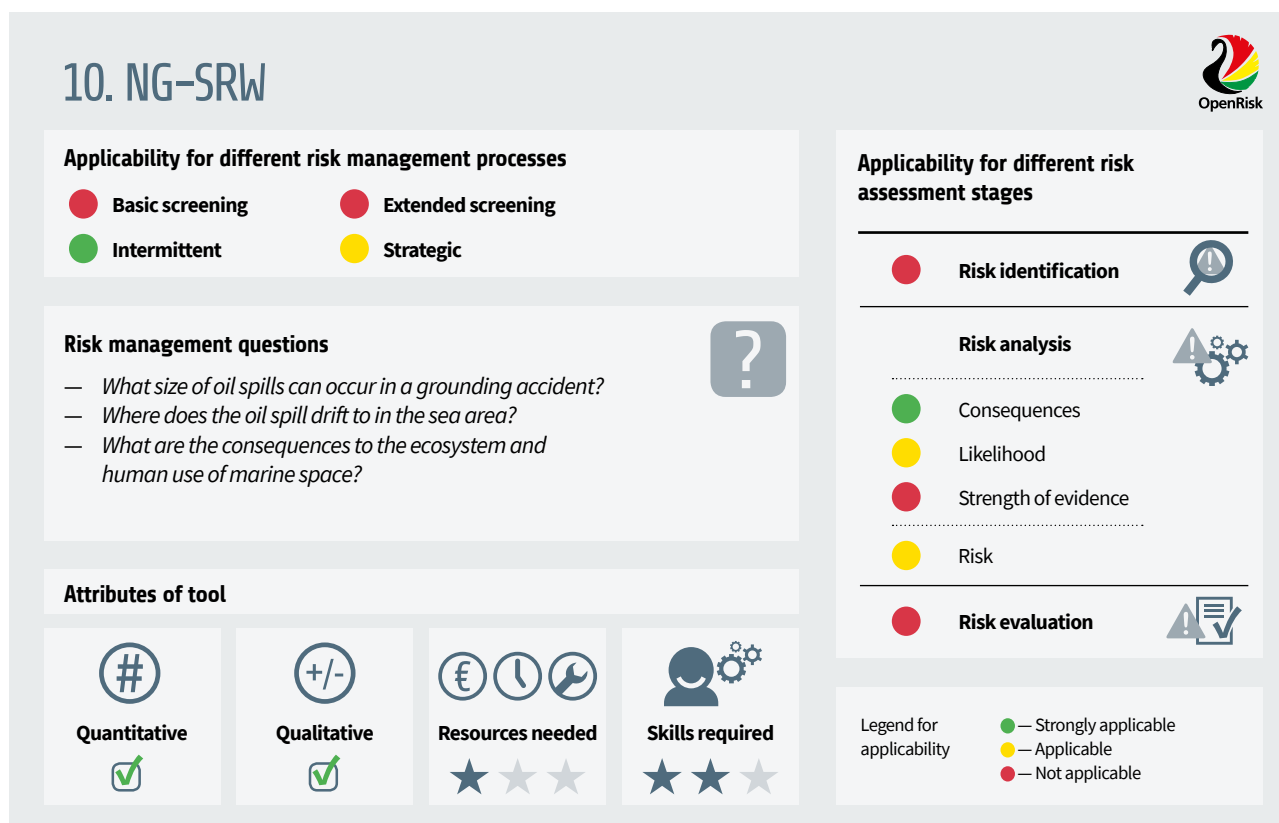 10. NG-SRW
OpenRisk
Applicability for different risk management processes
Basic screening
Extended screening
Intermittent
Strategic
Risk management questions
?
— What size of oil spills can occur in a grounding accident?
— Where does the oil spill drift to in the sea area?
— What are the consequences to the ecosystem and
human use of marine space?
Attributes of tool
#
Quantitative
+/-
Qualitative
€
Resources needed
Skills required
Applicability for different risk
assessment stages
Risk identification
!
Risk analysis
!
Consequences
Likelihood
Strength of evidence
Risk
Risk evaluation
!
Legend for
applicability
— Strongly applicable
— Applicable
— Not applicable